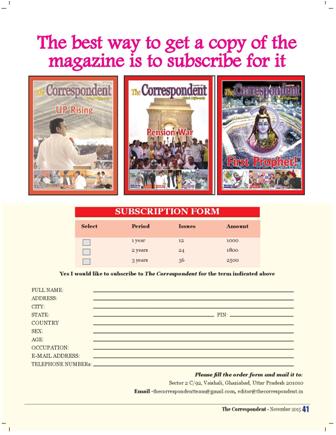 The best way to get a copy of the
magazine is to subscribe for it
The Correspondent
UP Rising
The Correspondent
Pension War
The Correspondent
First Prophet!
SUBSCRIPTION FORM
Select Period Issues Amount
1 year 12 1000
2 years 24 1800
3 years 36 2500
Yes I would like to subscribe to The Correspondent for the term indicated above
FULL NAME:
ADDRESS:
CITY:
STATE: PIN:
COUNTRY
SEX:
AGE:
OCCUPATION:
E-MAIL ADDRESS:
TELEPHONE NUMBERs:
Please fill the order form and mail it to:
Sector 2 C/92, Vaishali, Ghaziabad, Uttar Pradesh 201010
Email -thecorrespondentteam@gmail.com, editor@thecorrespondent.in
The Correspondent - November 2015 41